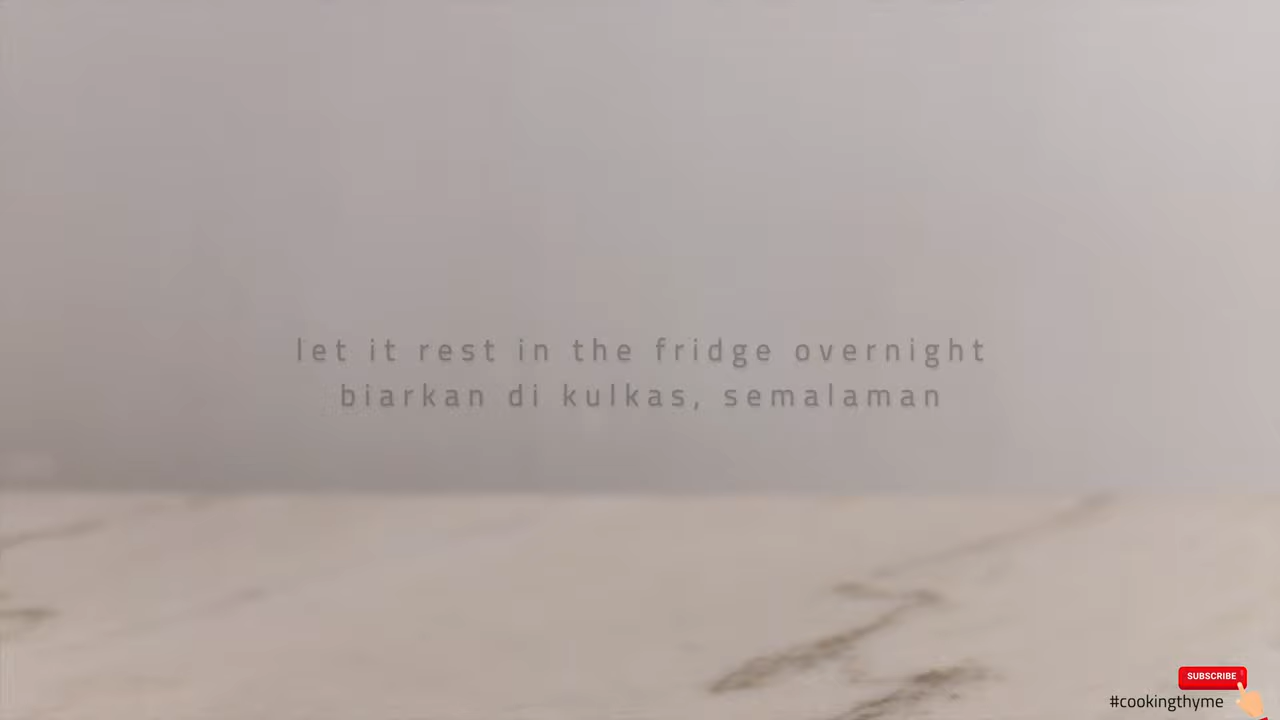 let it rest in the fridge overnight
biarkan di kulkas, semalaman
SUBSCRIBE
#cookingthyme